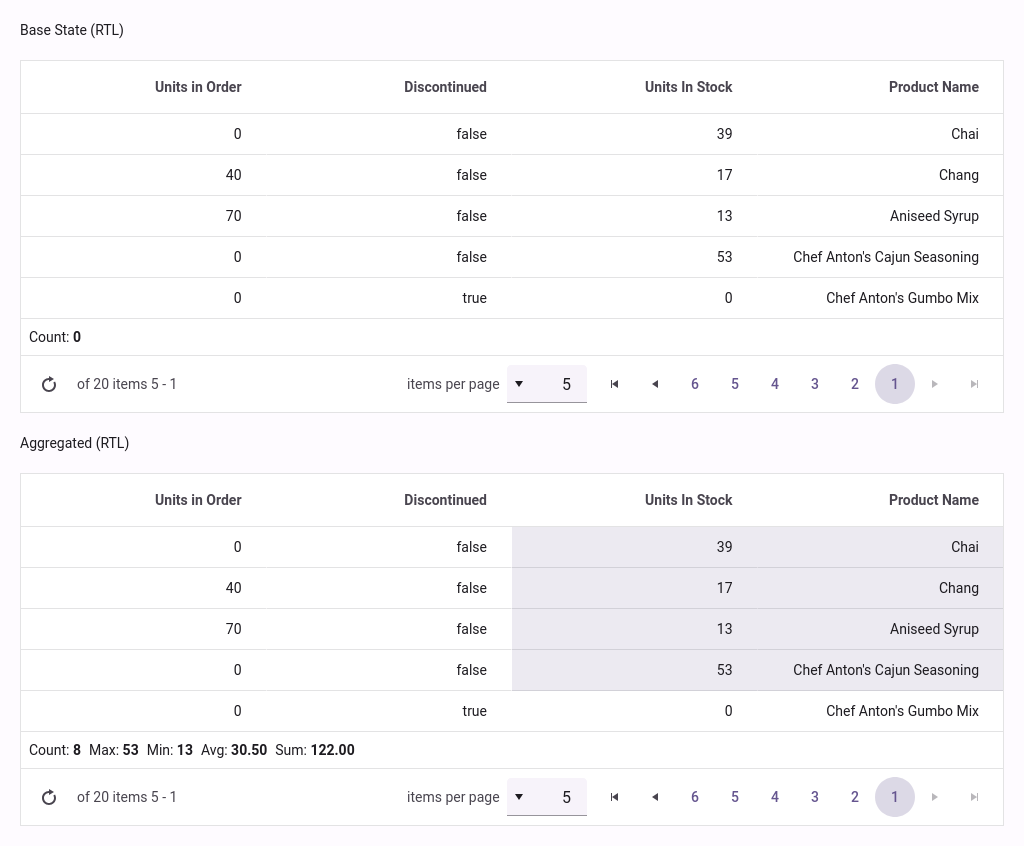 Base State (RTL)
Units in Order Discontinued Units In Stock Product Name
0 false 39 Chai
40 false 17 Chang
70 false 13 Aniseed Syrup
0 false 53 Chef Anton's Cajun Seasoning
0 true 0 Chef Anton's Gumbo Mix
Count: 0
of 20 items 5 - 1 items per page 5 6 5 4 3 2 1
Aggregated (RTL)
Units in Order Discontinued Units In Stock Product Name
0 false 39 Chai
40 false 17 Chang
70 false 13 Aniseed Syrup
0 false 53 Chef Anton's Cajun Seasoning
0 true 0 Chef Anton's Gumbo Mix
Count: 8 Max: 53 Min: 13 Avg: 30.50 Sum: 122.00
of 20 items 5 - 1 items per page 5 6 5 4 3 2 1